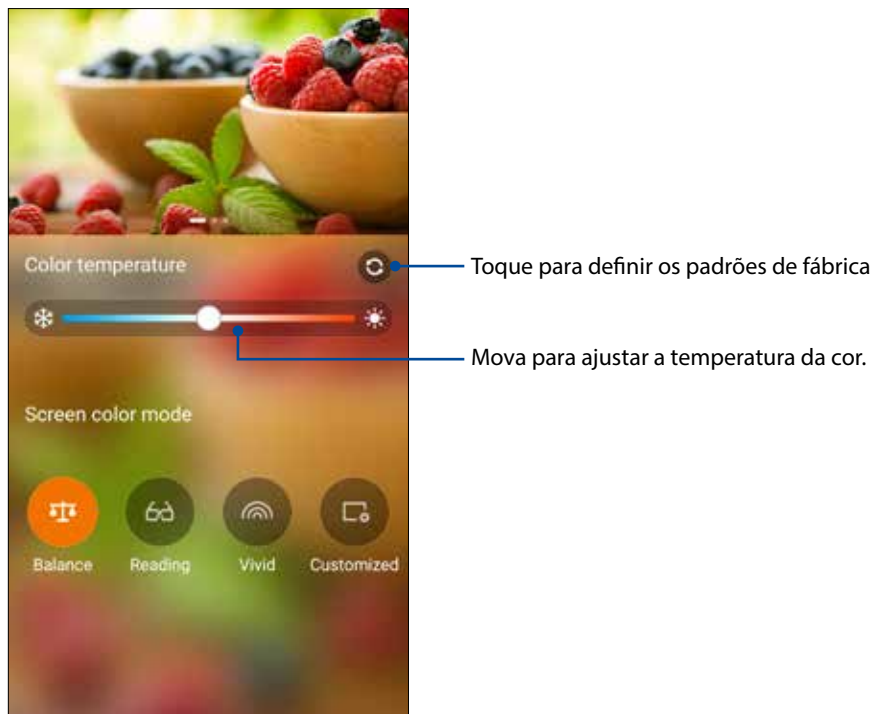 Color temperature
Toque para definir os padrões de fábrica
Mova para ajustar a temperatura da cor.
Screen color mode
Balance Reading Vivid Customized